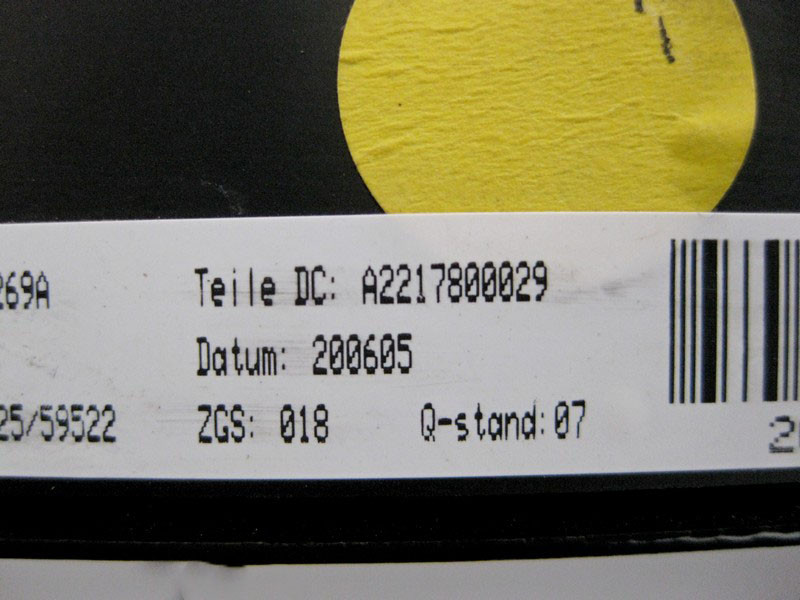 269A Teile DC: A2217800029
Datum: 200605
25/59522 ZGS: 018 Q-stand:07